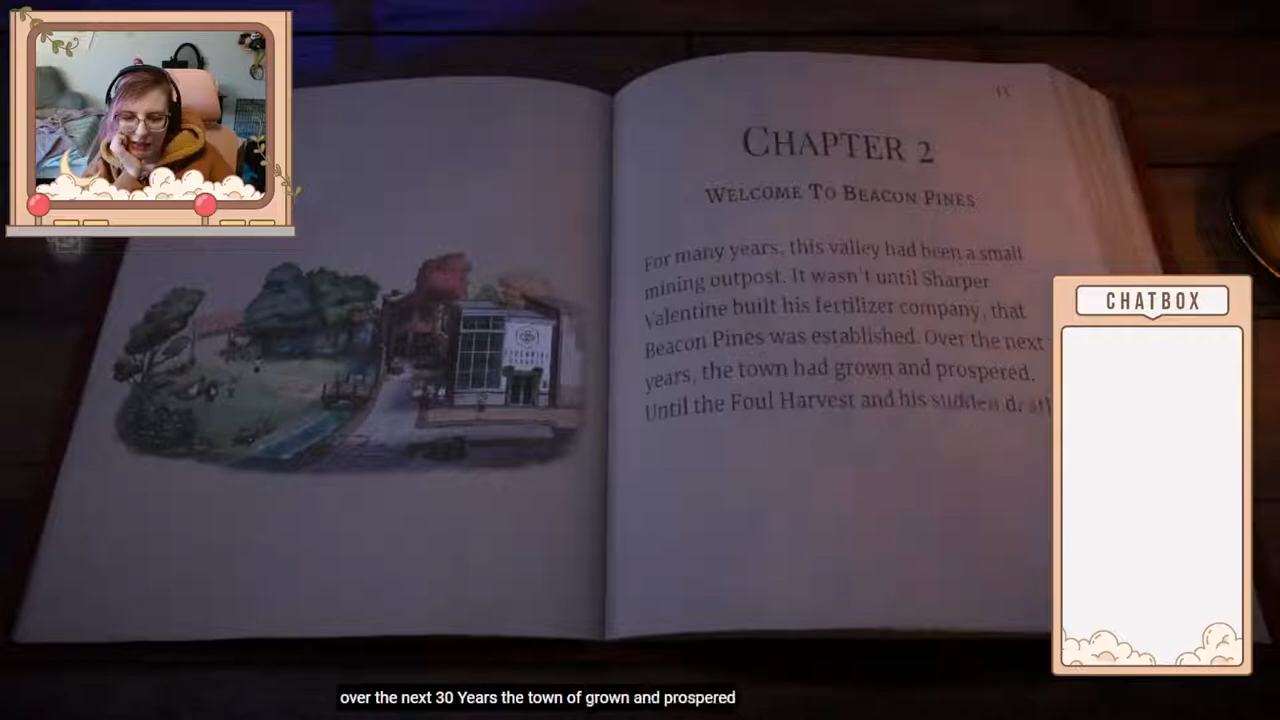 CHAPTER 2
WELCOME TO BEACON PINES
For many years, this valley had been a small
mining outpost. It wasn't until Sharper
Valentine built his fertilizer company, that
Beacon Pines was established. Over the next
years, the town had grown and prospered.
Until the Foul Harvest and his sudden
CHATBOX
over the next 30 Years the town of grown and prospered